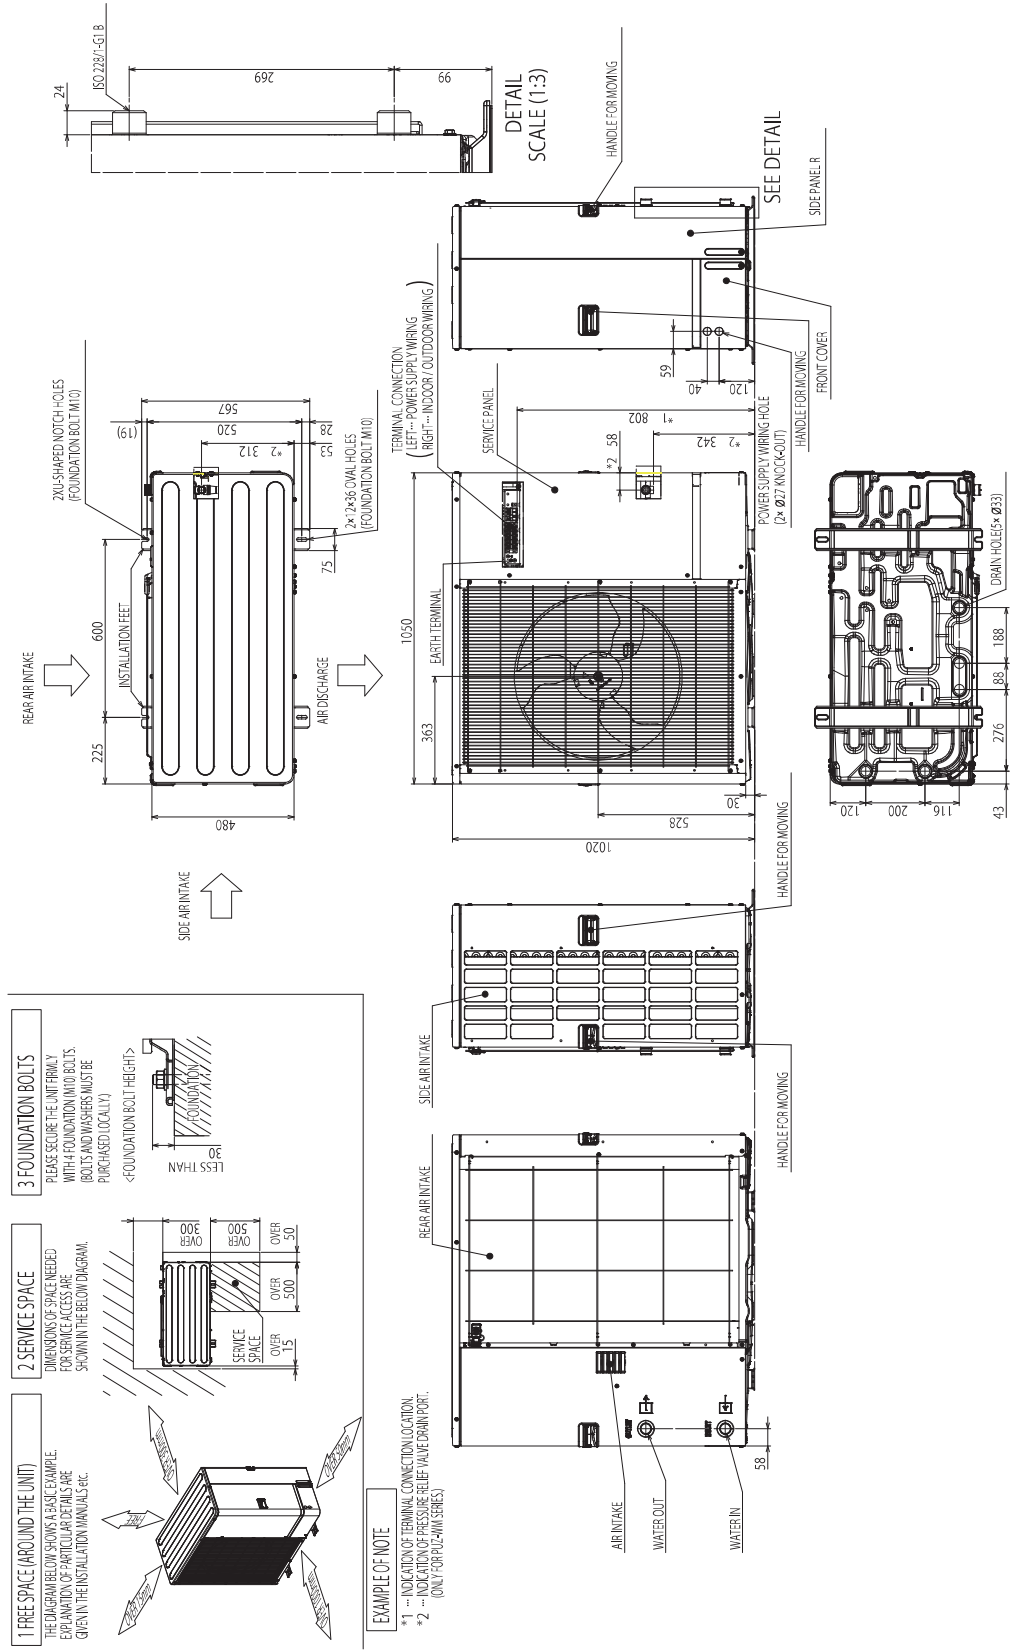 1 FREE SPACE (AROUND THE UNIT)
THE DIAGRAM BELOW SHOWS A BASIC EXAMPLE.
EXPLANATION OF PARTICULAR DETAILS ARE
GIVEN IN THE INSTALLATION MANUALS etc.
FREE
2 SERVICE SPACE
DIMENSIONS OF SPACE NEEDED
FOR SERVICE ACCESS ARE
SHOWN IN THE BELOW DIAGRAM.
OVER
300
OVER
500
SERVICE
SPACE
OVER
15
OVER
500
OVER
50
3 FOUNDATION BOLTS
PLEASE SECURE THE UNIT FIRMLY
WITH 4 FOUNDATION (M10) BOLTS.
(BOLTS AND WASHERS MUST BE
PURCHASED LOCALLY.)
<FOUNDATION BOLT HEIGHT>
FOUNDATION
LESS THAN
30
EXAMPLE OF NOTE
*1 ··· INDICATION OF TERMINAL CONNECTION LOCATION.
*2 ··· INDICATION OF PRESSURE RELIEF VALVE DRAIN PORT.
(ONLY FOR PUZ-WM SERIES)
REAR AIR INTAKE
SIDE AIR INTAKE
AIR DISCHARGE
225
600
INSTALLATION FEET
480
75
2XU-SHAPED NOTCH HOLES
(FOUNDATION BOLT M10)
(19)
567
520
*2 312
28
53
2×12×36 OVAL HOLES
(FOUNDATION BOLT M10)
24
ISO 228/1-G1 B
269
99
DETAIL
SCALE (1:3)
REAR AIR INTAKE
AIR INTAKE
WATER OUT
WATER IN
58
SIDE AIR INTAKE
HANDLE FOR MOVING
HANDLE FOR MOVING
1050
363
EARTH TERMINAL
1020
528
30
SERVICE PANEL
TERMINAL CONNECTION
(LEFT··· POWER SUPPLY WIRING
RIGHT··· INDOOR / OUTDOOR WIRING)
*2 58
*1 802
*2 342
POWER SUPPLY WIRING HOLE
(2× Ø27 KNOCK-OUT)
HANDLE FOR MOVING
SEE DETAIL
SIDE PANEL R
59
40
120
HANDLE FOR MOVING
FRONT COVER
DRAIN HOLE(5× Ø33)
120
200
116
43
276
88
188